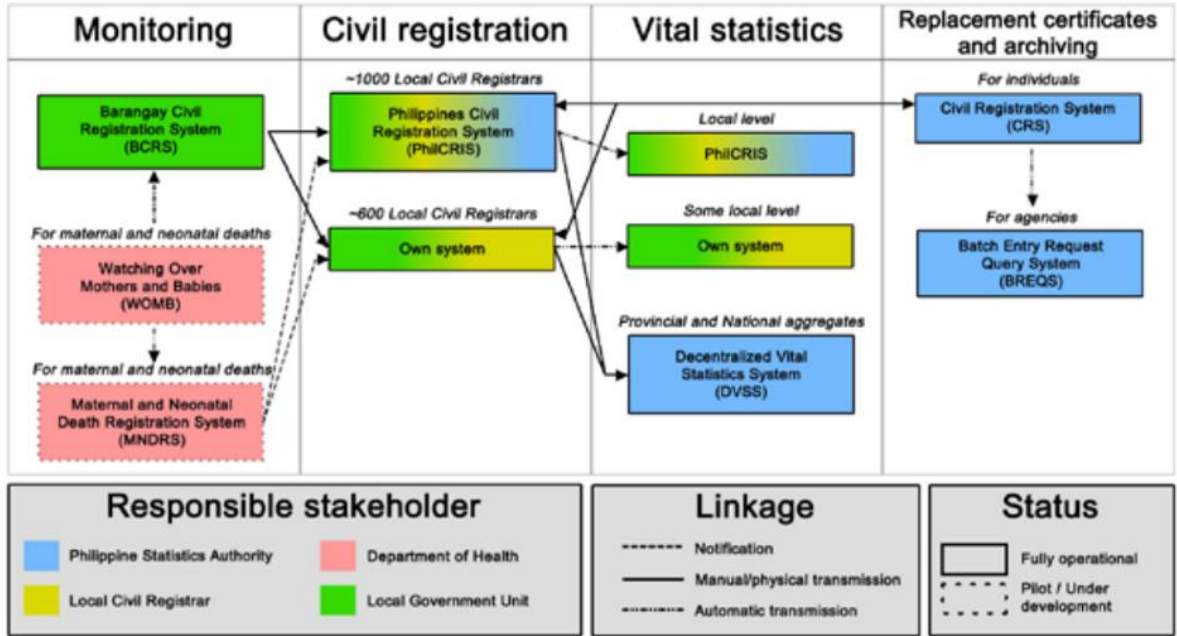 Monitoring
Civil registration
Vital statistics
Replacement certificates
and archiving
Barangay Civil
Registration System
(BCRS)
For maternal and neonatal deaths
Watching Over
Mothers and Babies
(WOMB)
For maternal and neonatal deaths
Maternal and Neonatal
Death Registration System
(MNDRS)
~1000 Local Civil Registrars
Philippines Civil
Registration System
(PhilCRIS)
~600 Local Civil Registrars
Own system
Local level
PhilCRIS
Some local level
Own system
Provincial and National aggregates
Decentralized Vital
Statistics System
(DVSS)
For individuals
Civil Registration System
(CRS)
For agencies
Batch Entry Request
Query System
(BREQS)
Responsible stakeholder
Philippine Statistics Authority
Department of Health
Local Civil Registrar
Local Government Unit
Linkage
Notification
Manual/physical transmission
Automatic transmission
Status
Fully operational
Pilot / Under
development